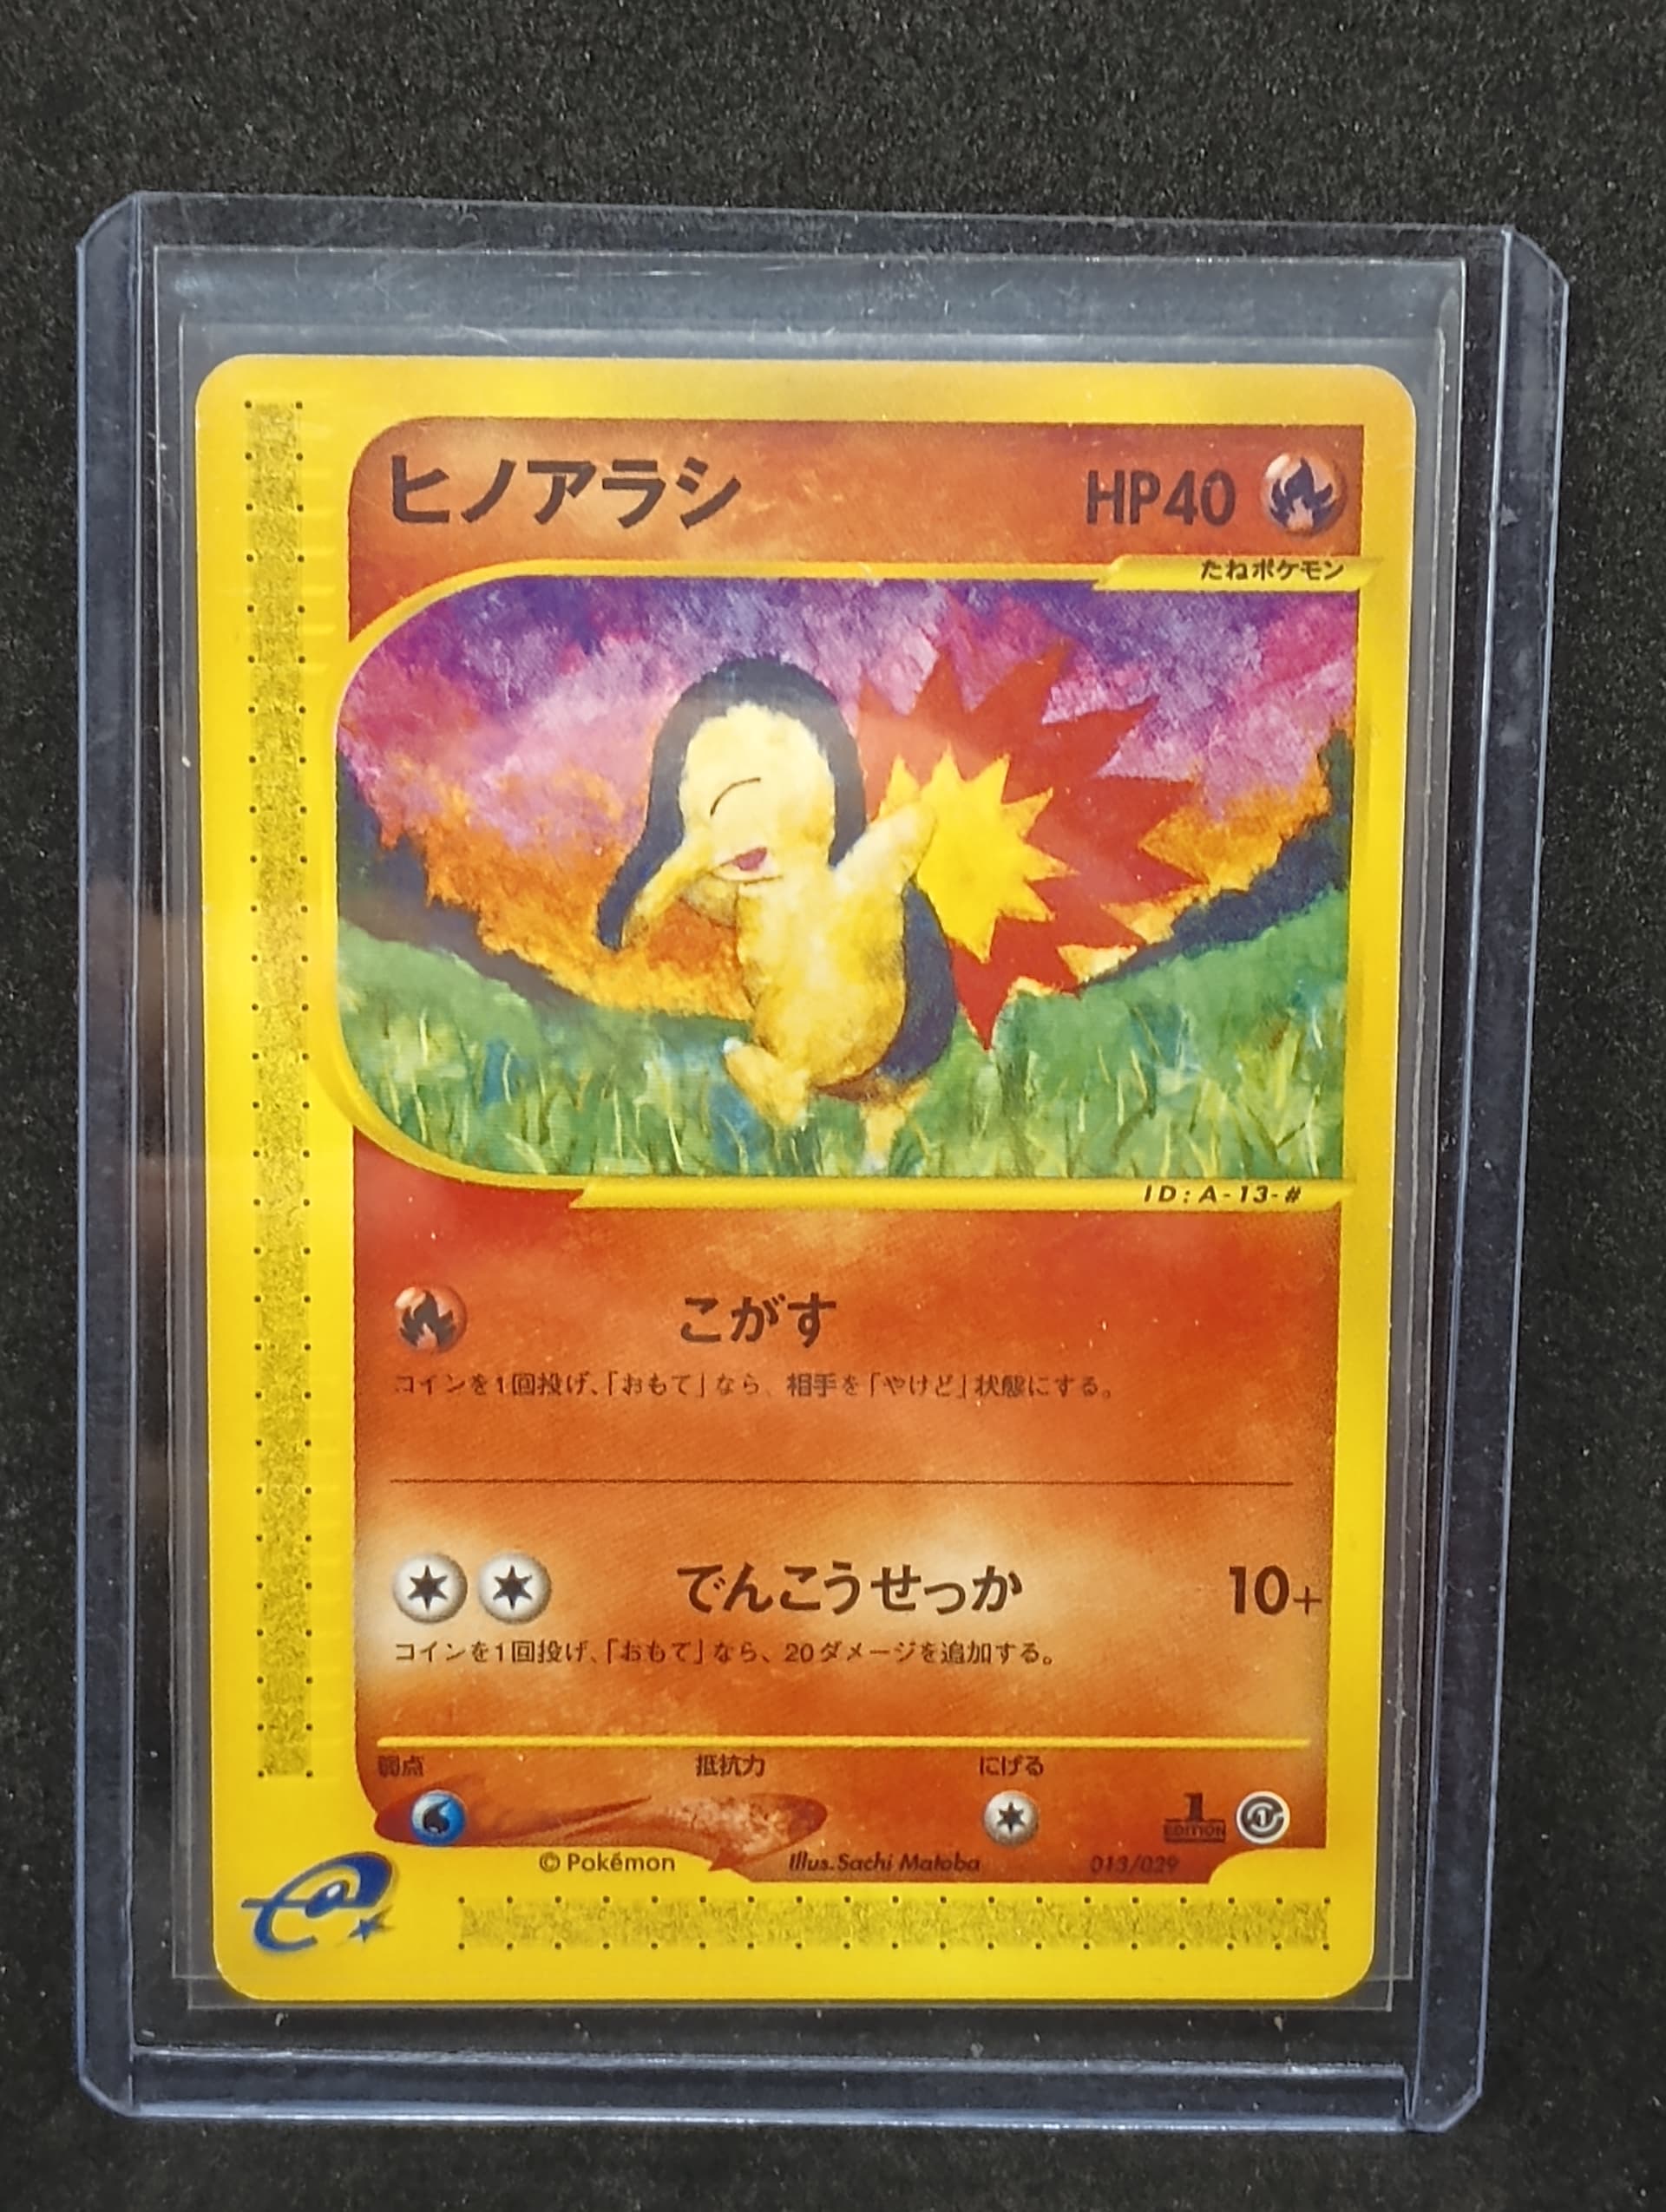 ヒノアラシ HP40
たねポケモン
ID:A-13-#
こがす
コインを1回投げ、「おもて」なら、相手を「やけど」状態にする。
でんこうせっか 10+
コインを1回投げ、「おもて」なら、20ダメージを追加する。
弱点 抵抗力 にげる
1 EDITION 1
© Pokémon Illus. Sachi Matoba 013/029
e